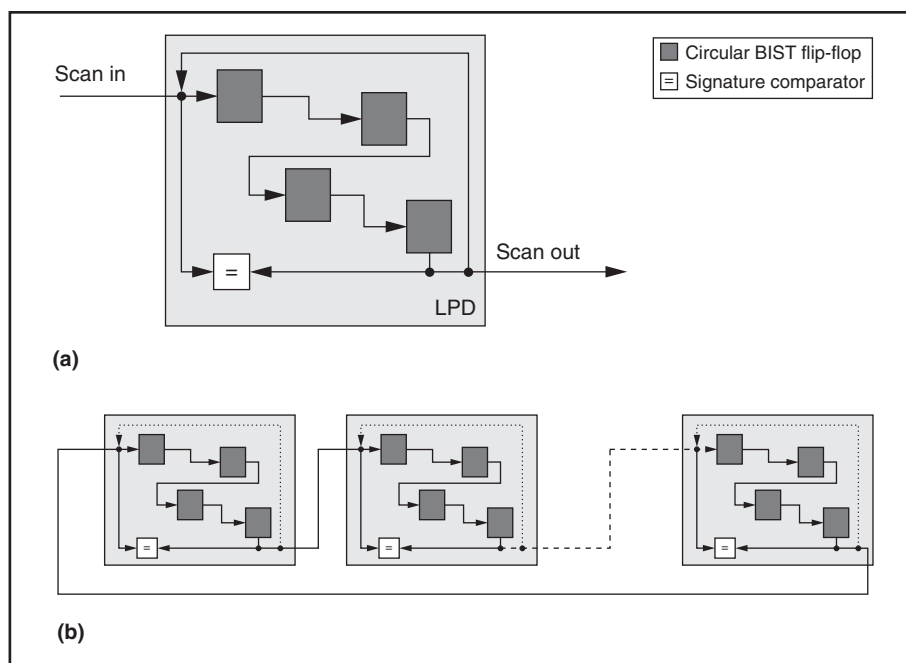 Scan in
Circular BIST flip-flop
= Signature comparator
=
Scan out
LPD
(a)
= = =
(b)